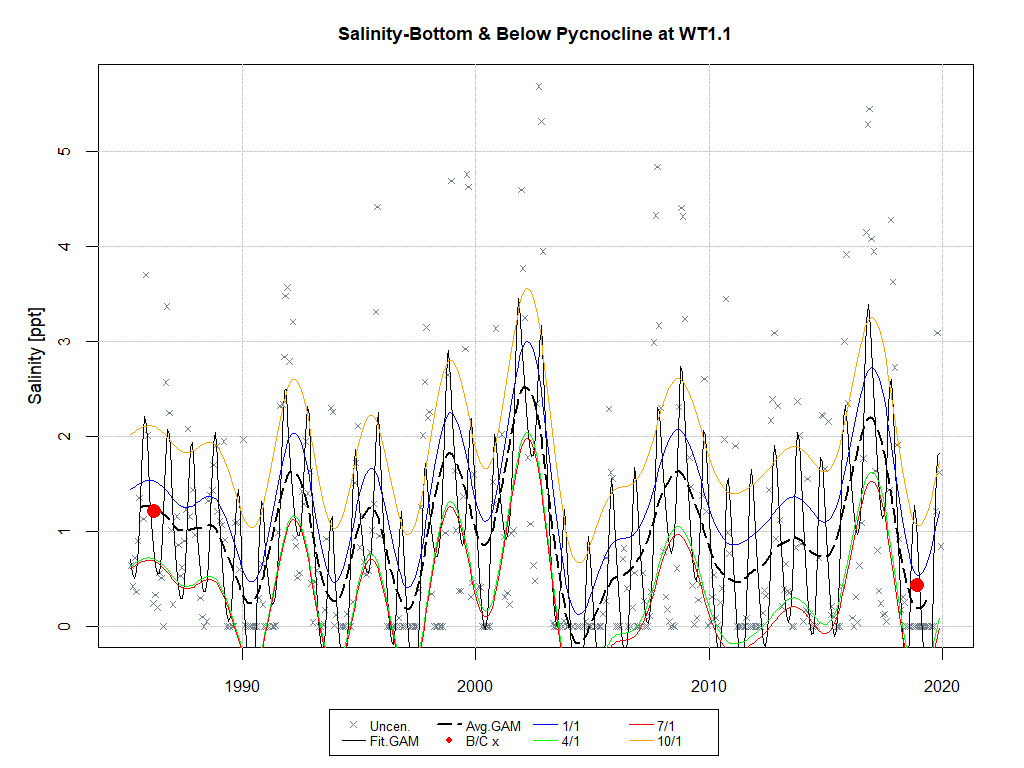 Salinity-Bottom & Below Pycnocline at WT1.1
Salinity [ppt]
5
4
3
2
1
0
1990 2000 2010 2020
Uncen. Avg.GAM 1/1 7/1
Fit.GAM B/C x 4/1 10/1